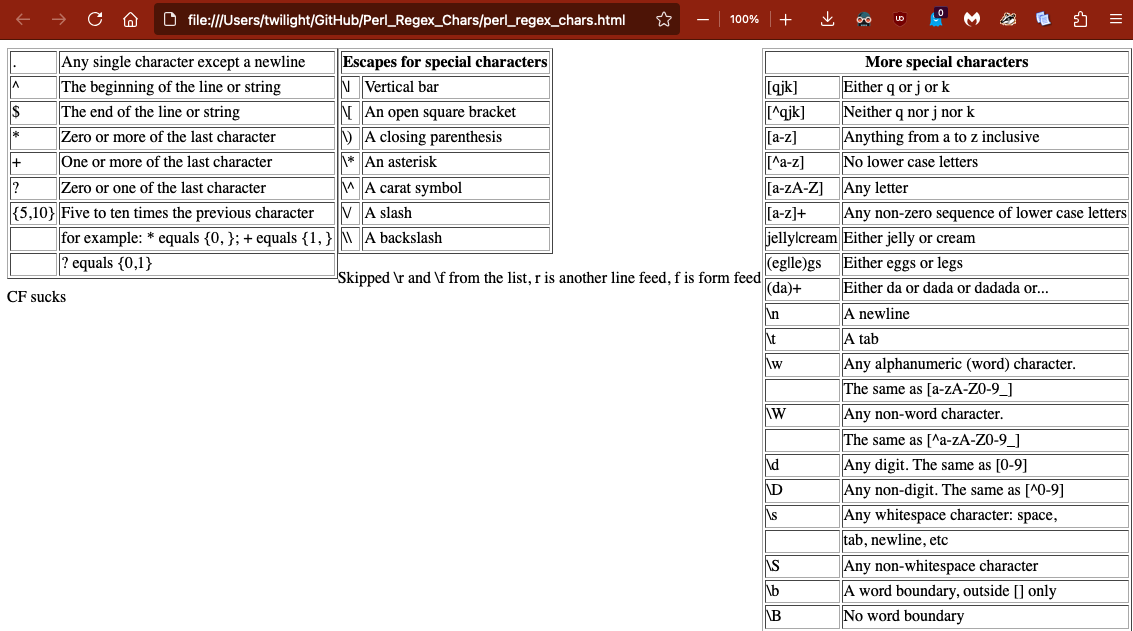 file:///Users/twilight/GitHub/Perl_Regex_Chars/perl_regex_chars.html
100%
UD
0
. Any single character except a newline
^ The beginning of the line or string
$ The end of the line or string
* Zero or more of the last character
+ One or more of the last character
? Zero or one of the last character
{5,10} Five to ten times the previous character
for example: * equals {0, }; + equals {1, }
? equals {0,1}
CF sucks
Escapes for special characters
\| Vertical bar
\[ An open square bracket
\) A closing parenthesis
\* An asterisk
\^ A carat symbol
\/ A slash
\\ A backslash
Skipped \r and \f from the list, r is another line feed, f is form feed
More special characters
[qjk] Either q or j or k
[^qjk] Neither q nor j nor k
[a-z] Anything from a to z inclusive
[^a-z] No lower case letters
[a-zA-Z] Any letter
[a-z]+ Any non-zero sequence of lower case letters
jelly|cream Either jelly or cream
(eg|le)gs Either eggs or legs
(da)+ Either da or dada or dadada or...
\n A newline
\t A tab
\w Any alphanumeric (word) character.
The same as [a-zA-Z0-9_]
\W Any non-word character.
The same as [^a-zA-Z0-9_]
\d Any digit. The same as [0-9]
\D Any non-digit. The same as [^0-9]
\s Any whitespace character: space,
tab, newline, etc
\S Any non-whitespace character
\b A word boundary, outside [] only
\B No word boundary